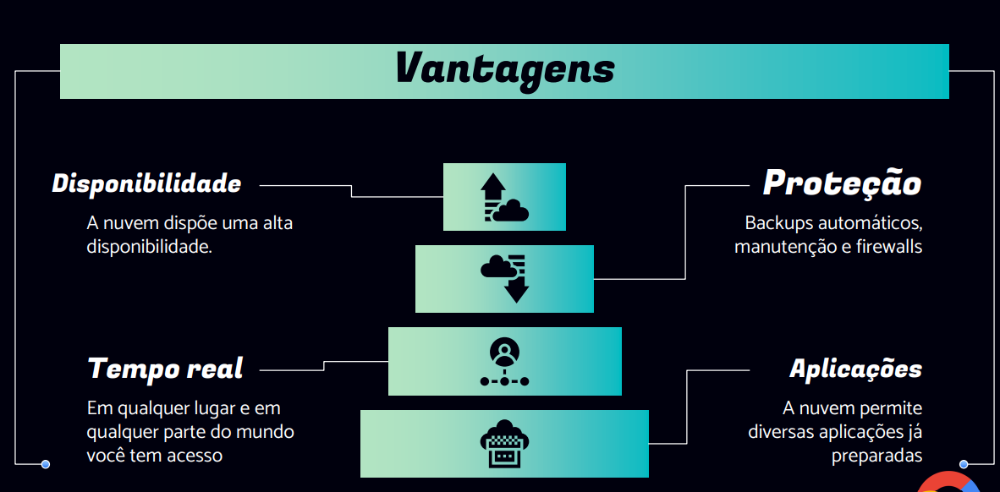 Vantagens
Disponibilidade
A nuvem dispõe uma alta
disponibilidade.
Proteção
Backups automáticos,
manutenção e firewalls
Tempo real
Em qualquer lugar e em
qualquer parte do mundo
você tem acesso
Aplicações
A nuvem permite
diversas aplicações já
preparadas